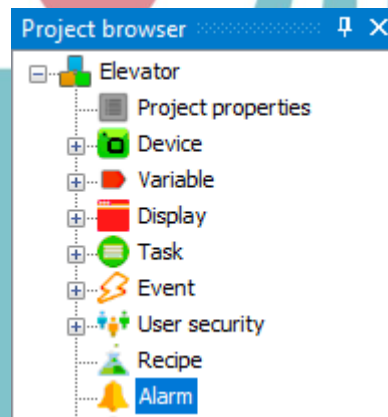 Project browser
Elevator
Project properties
Device
Variable
Display
Task
Event
User security
Recipe
Alarm